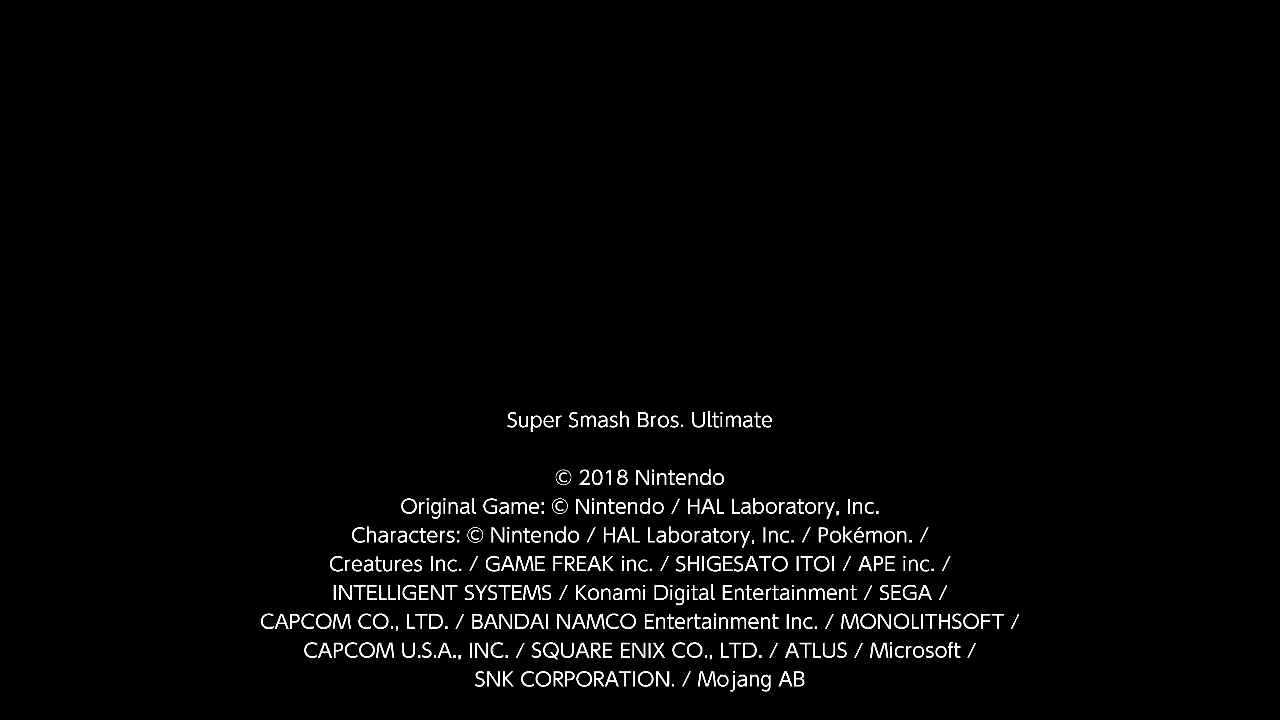 Super Smash Bros. Ultimate
© 2018 Nintendo
Original Game: © Nintendo / HAL Laboratory, Inc.
Characters: © Nintendo / HAL Laboratory, Inc. / Pokémon. /
Creatures Inc. / GAME FREAK inc. / SHIGESATO ITOI / APE inc. /
INTELLIGENT SYSTEMS / Konami Digital Entertainment / SEGA /
CAPCOM CO., LTD. / BANDAI NAMCO Entertainment Inc. / MONOLITHSOFT /
CAPCOM U.S.A., INC. / SQUARE ENIX CO., LTD. / ATLUS / Microsoft /
SNK CORPORATION. / Mojang AB